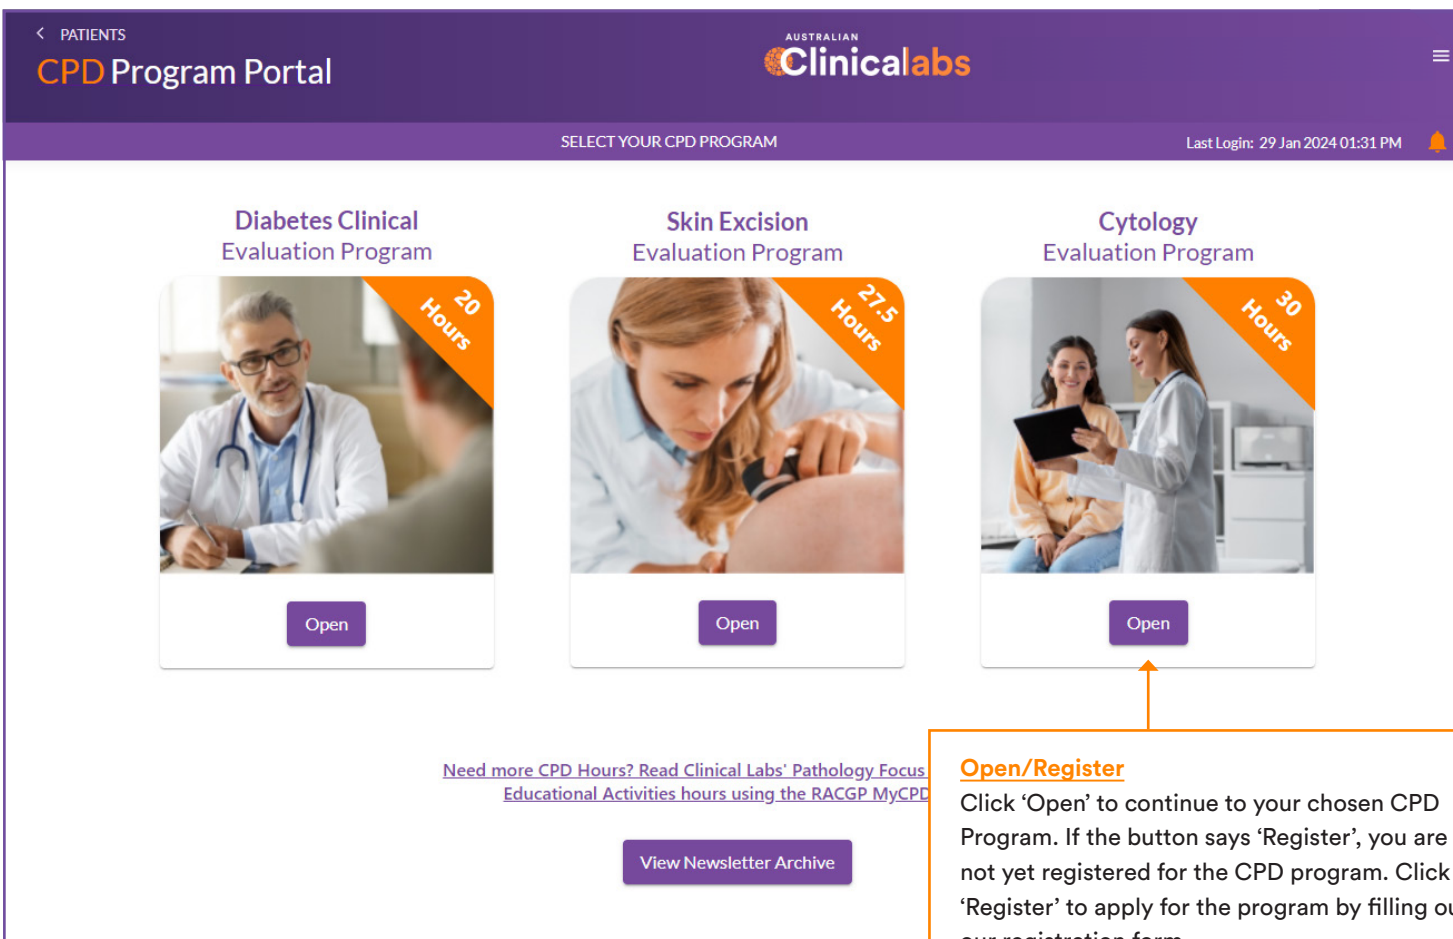 PATIENTS
CPD Program Portal
AUSTRALIAN
Clinicallabs
SELECT YOUR CPD PROGRAM
Last Login: 29 Jan 2024 01:31 PM
Diabetes Clinical
Evaluation Program
20
Hours
Open
Skin Excision
Evaluation Program
27.5
Hours
Open
Cytology
Evaluation Program
30
Hours
Open
Need more CPD Hours? Read Clinical Labs' Pathology Focus
Educational Activities hours using the RACGP MyCPD
View Newsletter Archive
Open/Register
Click ‘Open’ to continue to your chosen CPD
Program. If the button says ‘Register’, you are
not yet registered for the CPD program. Click
‘Register’ to apply for the program by filling
our registration form